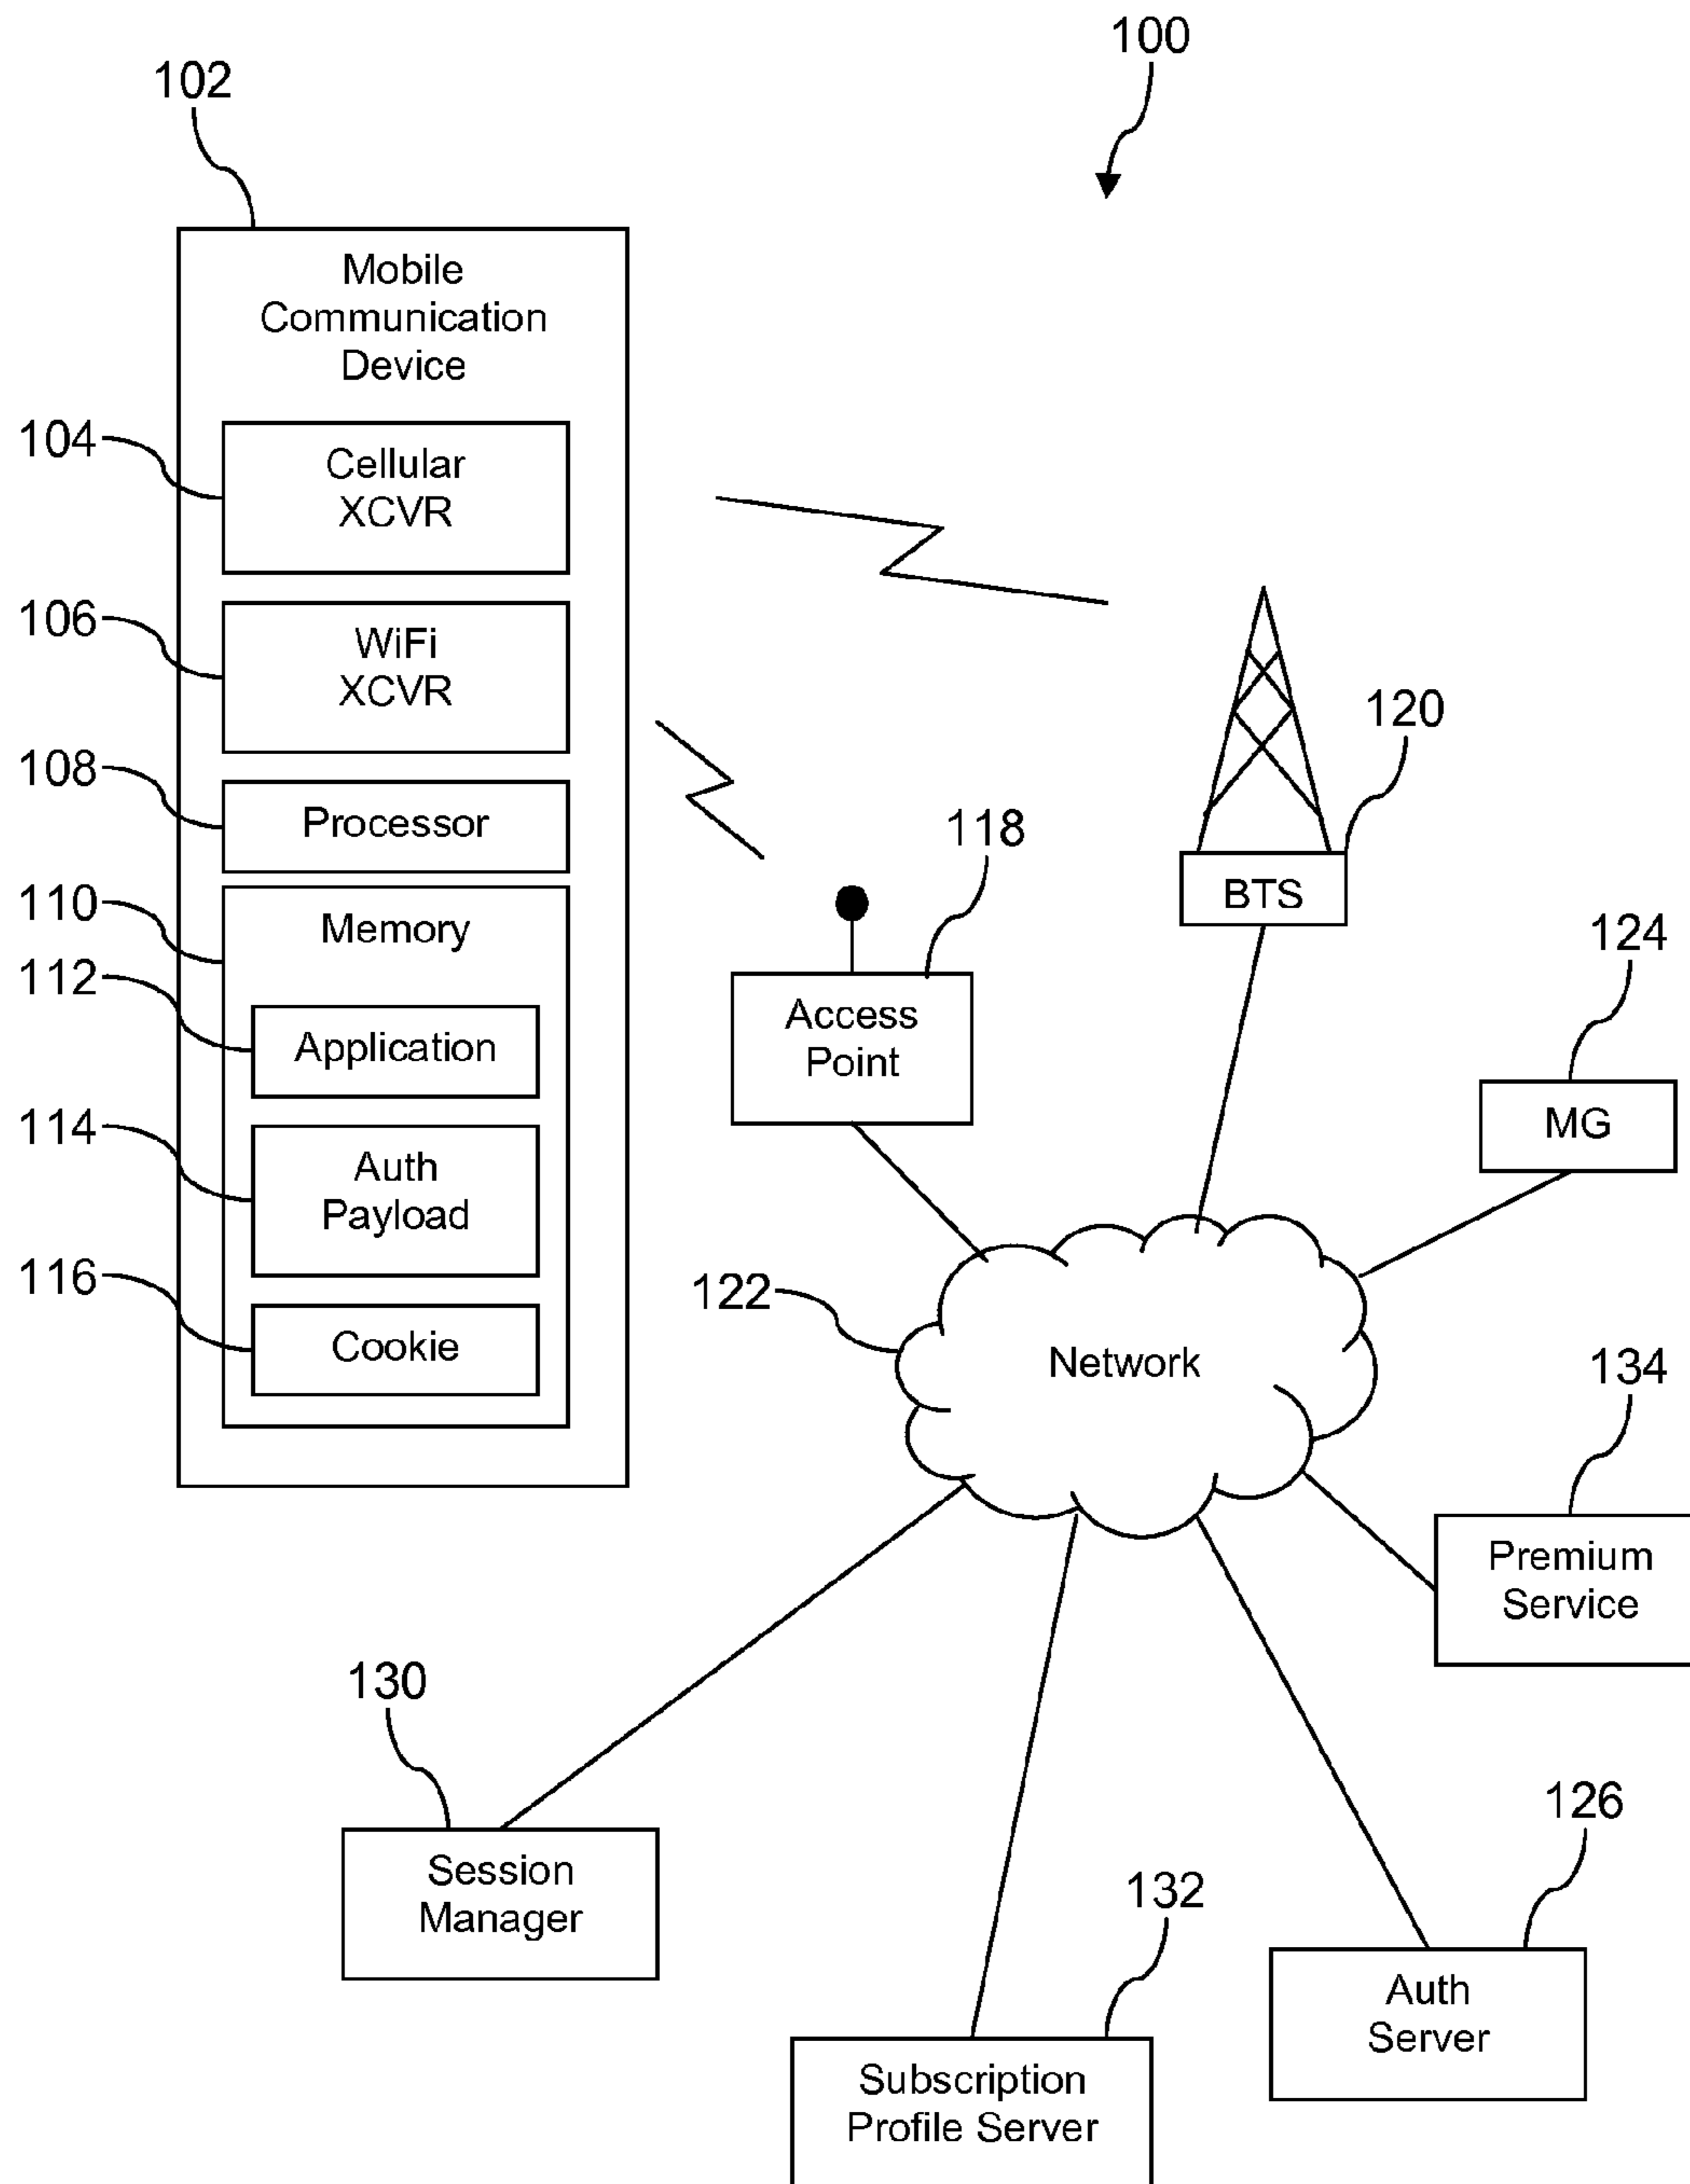 100
102
Mobile
Communication
Device
104
Cellular
XCVR
106
WiFi
XCVR
108
Processor
110
Memory
112
Application
114
Auth
Payload
116
Cookie
118
Access
Point
120
BTS
124
MG
122
Network
134
Premium
Service
130
Session
Manager
132
Subscription
Profile Server
126
Auth
Server